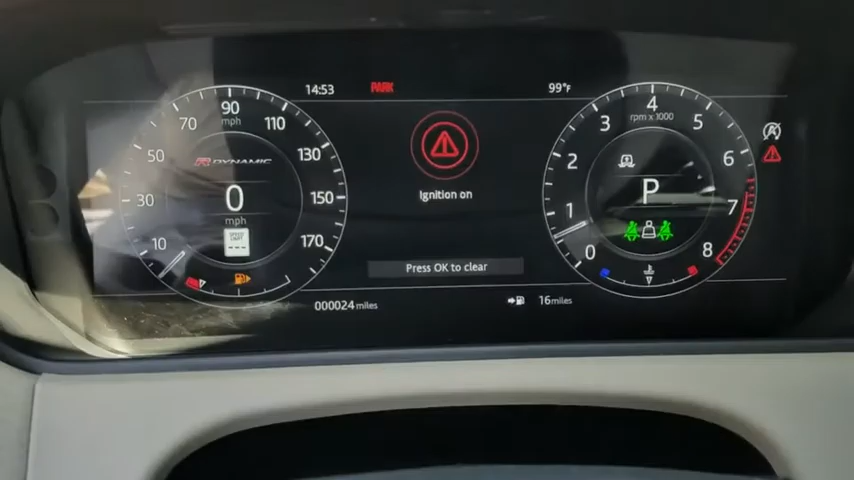 14:53
PARK
99°F
90
mph
70
110
50
130
R DYNAMIC
30
0
mph
150
10
SPEED
LIMIT
170
Ignition on
Press OK to clear
000024 miles
16 miles
4
rpm x 1000
3
5
2
6
P
1
7
0
8